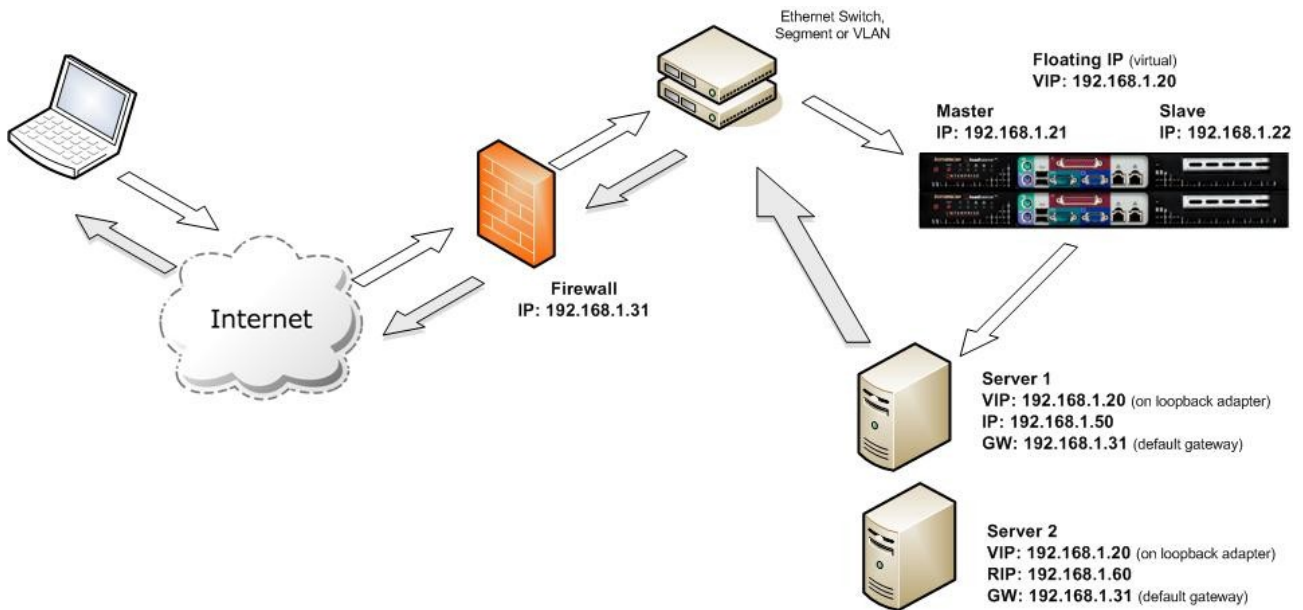 Ethernet Switch,
Segment or VLAN
Floating IP (virtual)
VIP: 192.168.1.20
Master
IP: 192.168.1.21
Slave
IP: 192.168.1.22
Firewall
IP: 192.168.1.31
Internet
Server 1
VIP: 192.168.1.20 (on loopback adapter)
IP: 192.168.1.50
GW: 192.168.1.31 (default gateway)
Server 2
VIP: 192.168.1.20 (on loopback adapter)
RIP: 192.168.1.60
GW: 192.168.1.31 (default gateway)